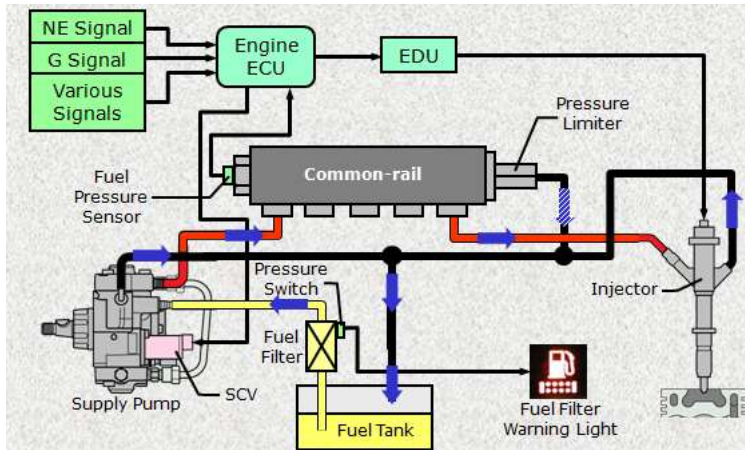 NE Signal
G Signal
Various
Signals
Engine
ECU
EDU
Pressure
Limiter
Common-rail
Fuel
Pressure
Sensor
Pressure
Switch
Injector
Fuel
Filter
SCV
Supply Pump
Fuel Tank
Fuel Filter
Warning Light